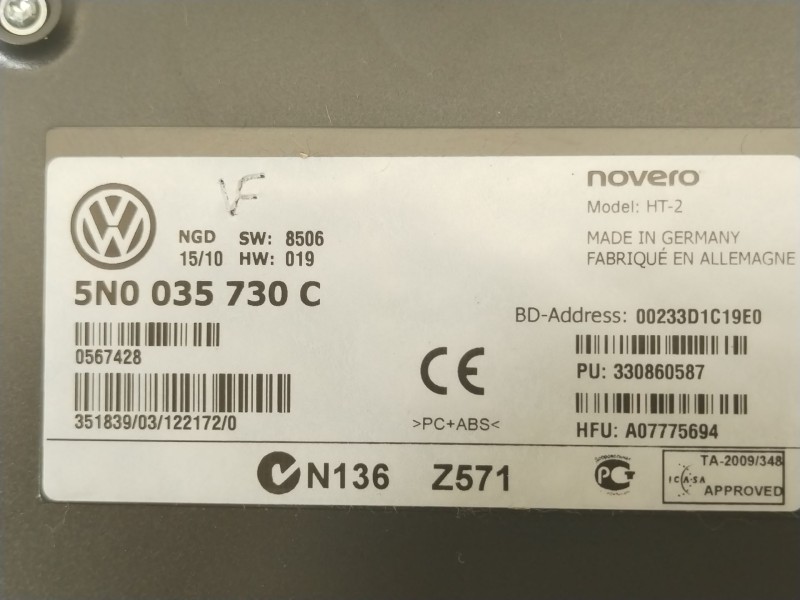 VF
NGD SW: 8506
15/10 HW: 019
5N0 035 730 C
0567428
351839/03/122172/0
novero
Model: HT-2
MADE IN GERMANY
FABRIQUÉ EN ALLEMAGNE
BD-Address: 00233D1C19E0
PU: 330860587
HFU: A07775694
CE
>PC+ABS<
N136 Z571
TA-2009/348
ICASA
APPROVED